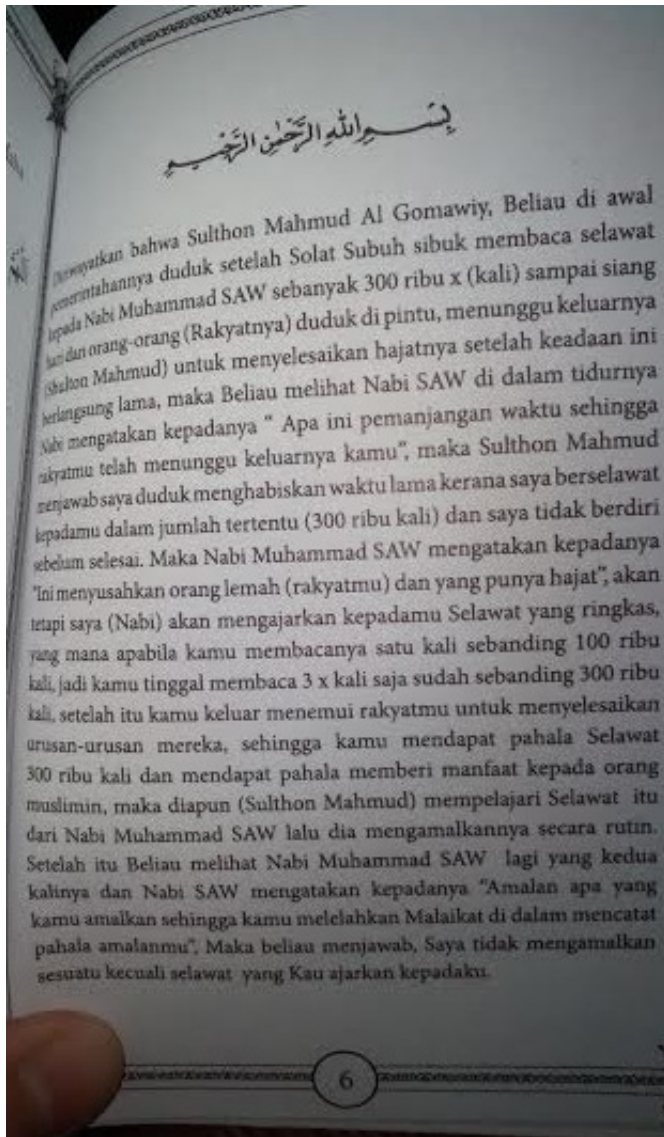 بِسْمِ اللهِ الرَّحْمٰنِ الرَّحِيْمِ
Diriwayatkan bahwa Sulthon Mahmud Al Gomawiy, Beliau di awal
pemerintahannya duduk setelah Solat Subuh sibuk membaca selawat
kepada Nabi Muhammad SAW sebanyak 300 ribu x (kali) sampai siang
hari dan orang-orang (Rakyatnya) duduk di pintu, menunggu keluarnya
(Shulton Mahmud) untuk menyelesaikan hajatnya setelah keadaan ini
berlangsung lama, maka Beliau melihat Nabi SAW di dalam tidurnya
Nabi mengatakan kepadanya “ Apa ini pemanjangan waktu sehingga
rakyatmu telah menunggu keluarnya kamu”, maka Sulthon Mahmud
menjawab saya duduk menghabiskan waktu lama kerana saya berselawat
kepadamu dalam jumlah tertentu (300 ribu kali) dan saya tidak berdiri
sebelum selesai. Maka Nabi Muhammad SAW mengatakan kepadanya
"Ini menyusahkan orang lemah (rakyatmu) dan yang punya hajat”, akan
tetapi saya (Nabi) akan mengajarkan kepadamu Selawat yang ringkas,
yang mana apabila kamu membacanya satu kali sebanding 100 ribu
kali, jadi kamu tinggal membaca 3 x kali saja sudah sebanding 300 ribu
kali, setelah itu kamu keluar menemui rakyatmu untuk menyelesaikan
urusan-urusan mereka, sehingga kamu mendapat pahala Selawat
300 ribu kali dan mendapat pahala memberi manfaat kepada orang
muslimin, maka diapun (Sulthon Mahmud) mempelajari Selawat itu
dari Nabi Muhammad SAW lalu dia mengamalkannya secara rutin.
Setelah itu Beliau melihat Nabi Muhammad SAW lagi yang kedua
kalinya dan Nabi SAW mengatakan kepadanya “Amalan apa yang
kamu amalkan sehingga kamu melelahkan Malaikat di dalam mencatat
pahala amalanmu”, Maka beliau menjawab, Saya tidak mengamalkan
sesuatu kecuali selawat yang Kau ajarkan kepadaku.
6